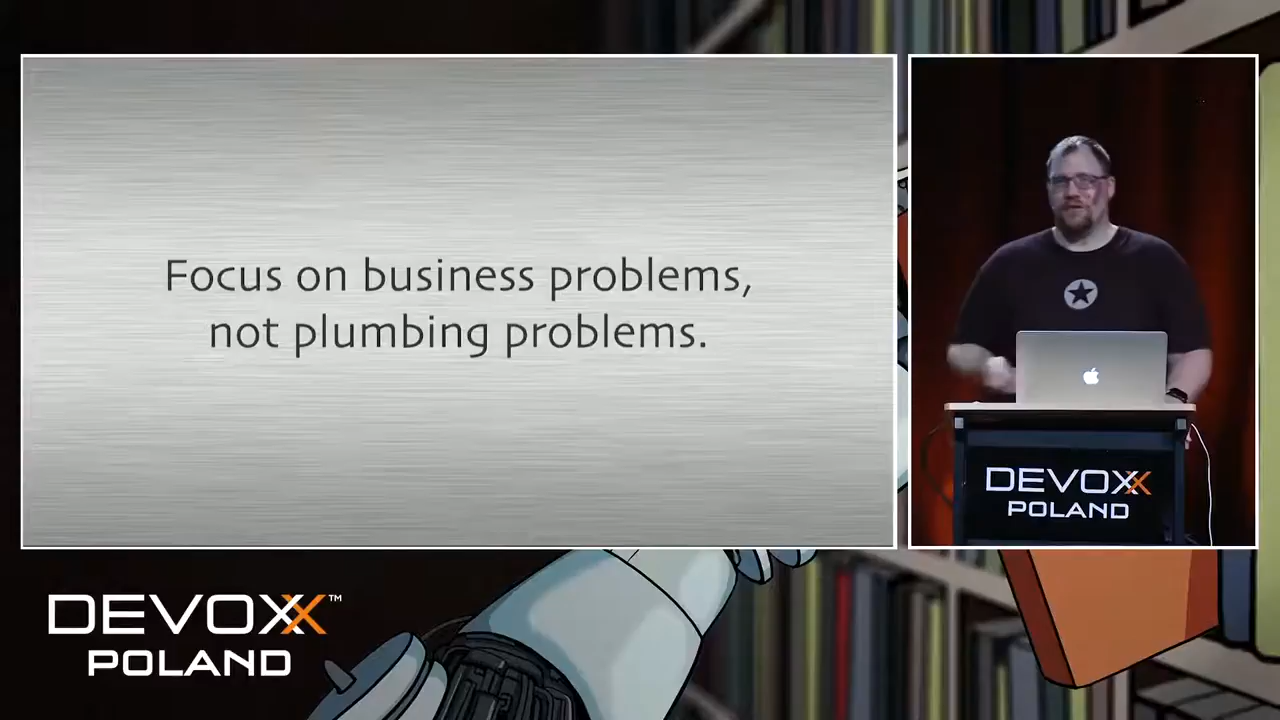 Focus on business problems,
not plumbing problems.
DEVOXX
POLAND
DEVOXX™
POLAND